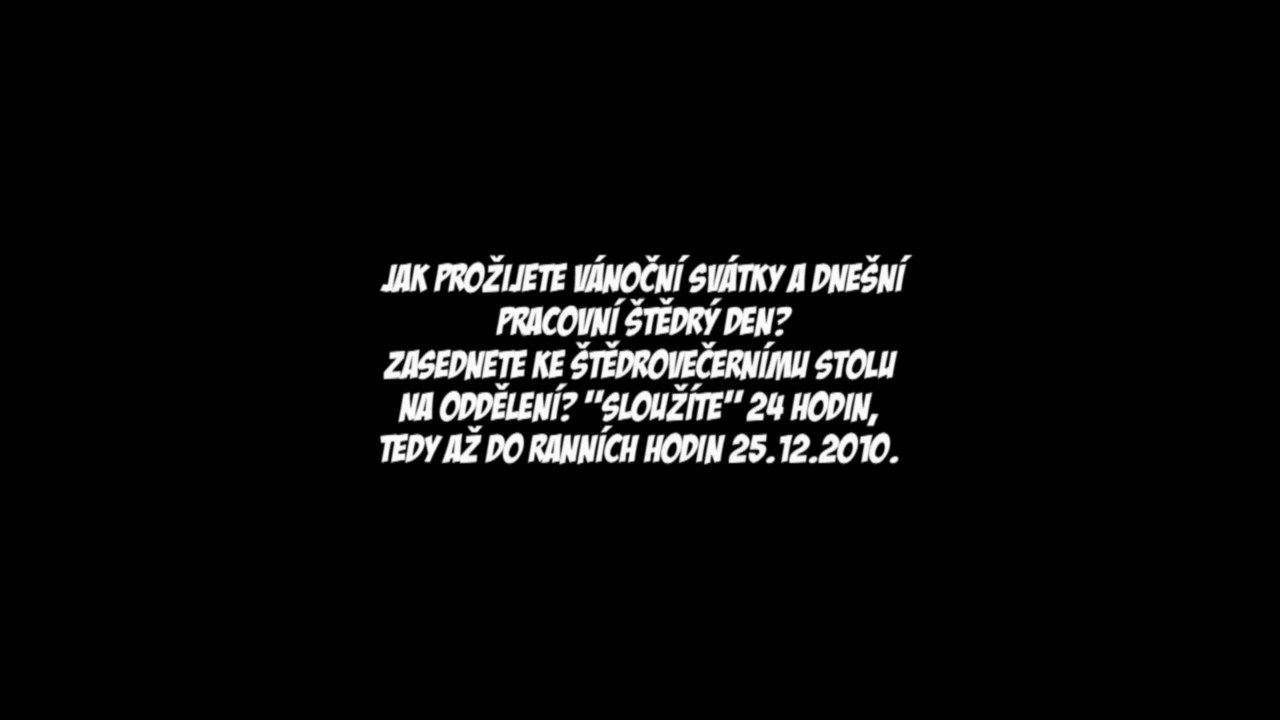 JAK PROŽIJETE VÁNOČNÍ SVÁTKY A DNEŠNÍ
PRACOVNÍ ŠTĚDRÝ DEN?
ZASEDNETE KE ŠTĚDROVEČERNÍMU STOLU
NA ODDĚLENÍ? "SLOUŽÍTE" 24 HODIN,
TEDY AŽ DO RANNÍCH HODIN 25.12.2010.